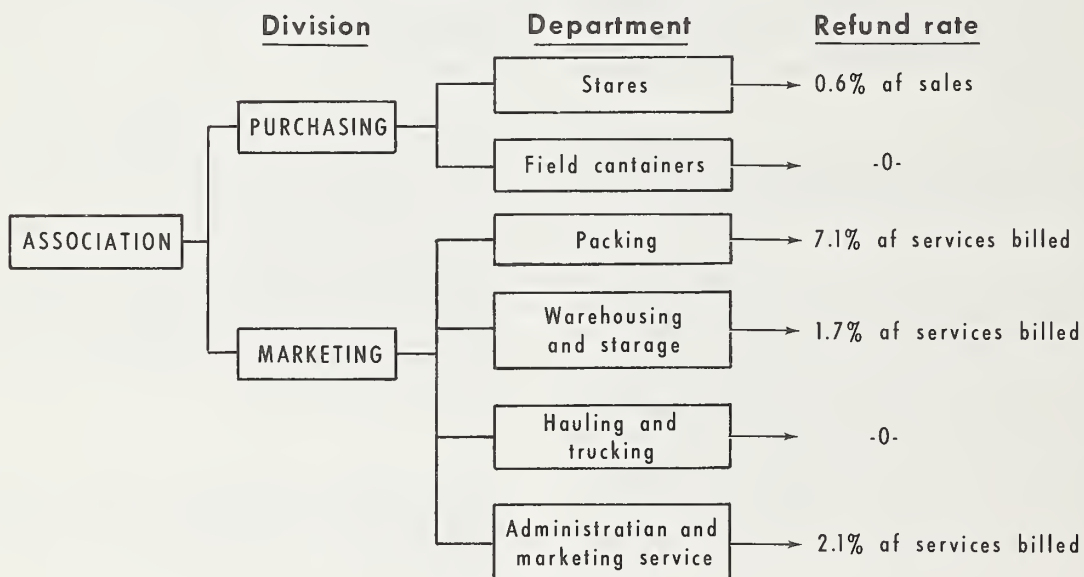 Division Department Refund rate
Stares 0.6% af sales
PURCHASING
Field cantainers -0-
ASSOCIATION
Packing 7.1% af services billed
Warehousing
and starage 1.7% af services billed
MARKETING
Hauling and
trucking -0-
Administratian and
marketing service 2.1% af services billed